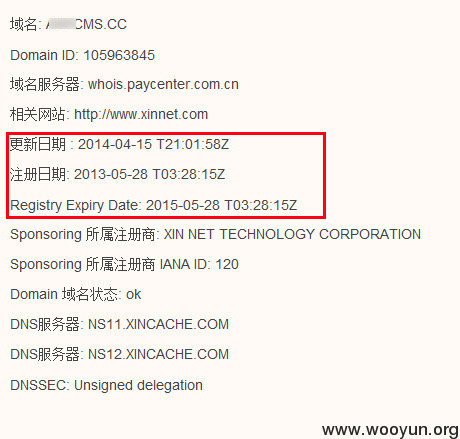 域名: A CMS.CC
Domain ID: 105963845
域名服务器: whois.paycenter.com.cn
相关网站: http://www.xinnet.com
更新日期 : 2014-04-15 T21:01:58Z
注册日期: 2013-05-28 T03:28:15Z
Registry Expiry Date: 2015-05-28 T03:28:15Z
Sponsoring 所属注册商: XIN NET TECHNOLOGY CORPORATION
Sponsoring 所属注册商 IANA ID: 120
Domain 域名状态: ok
DNS服务器: NS11.XINCACHE.COM
DNS服务器: NS12.XINCACHE.COM
DNSSEC: Unsigned delegation
www.wooyun.org